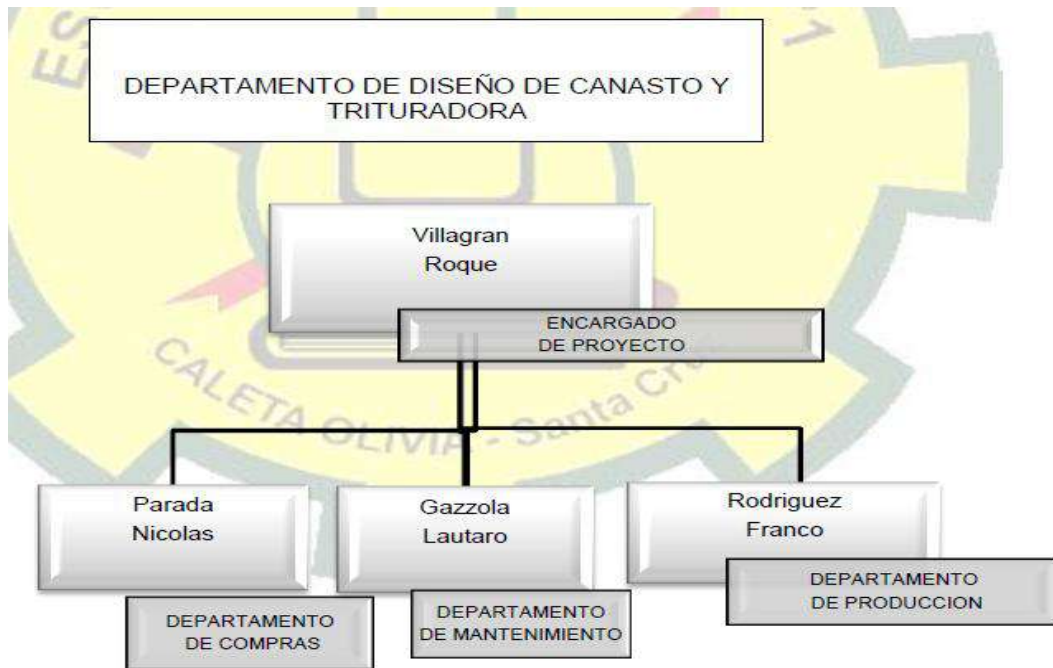 DEPARTAMENTO DE DISEÑO DE CANASTO Y
TRITURADORA
Villagran
Roque
ENCARGADO
DE PROYECTO
CALETA OLIVIA - Santa
Parada
Nicolas
Gazzola
Lautaro
Rodriguez
Franco
DEPARTAMENTO
DE COMPRAS
DEPARTAMENTO
DE MANTENIMIENTO
DEPARTAMENTO
DE PRODUCCION